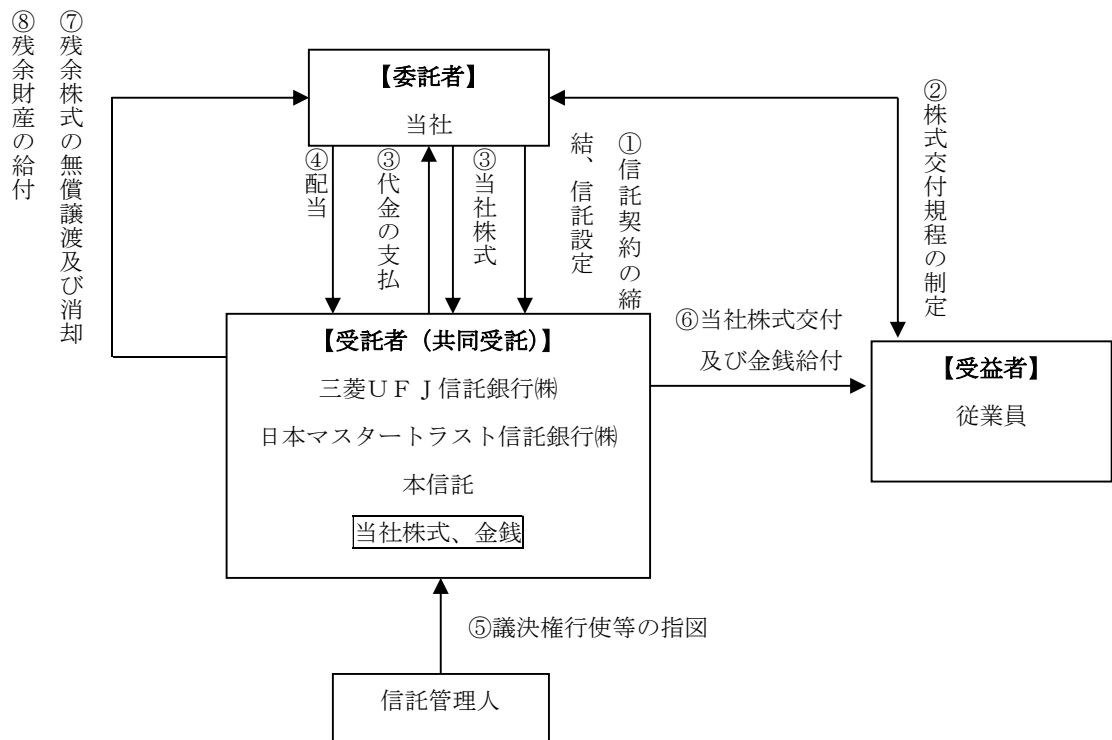 ⑧残余財産の給付
⑦残余株式の無償譲渡及び消却
【委託者】
当社
④配当
③代金の支払
③当社株式
①信託契約の締
結、信託設定
②株式交付規程の制定
【受託者（共同受託）】
三菱ＵＦＪ信託銀行㈱
日本マスタートラスト信託銀行㈱
本信託
当社株式、金銭
⑥当社株式交付
及び金銭給付
【受益者】
従業員
⑤議決権行使等の指図
信託管理人